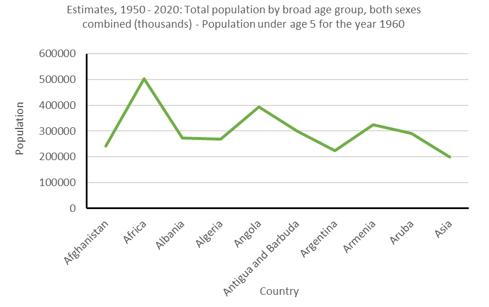 Estimates, 1950 - 2020: Total population by broad age group, both sexes
combined (thousands) - Population under age 5 for the year 1960
600000
500000
400000
300000
200000
100000
0
Population
Afghanistan
Africa
Albania
Algeria
Angola
Antigua and Barbuda
Argentina
Armenia
Aruba
Asia
Country